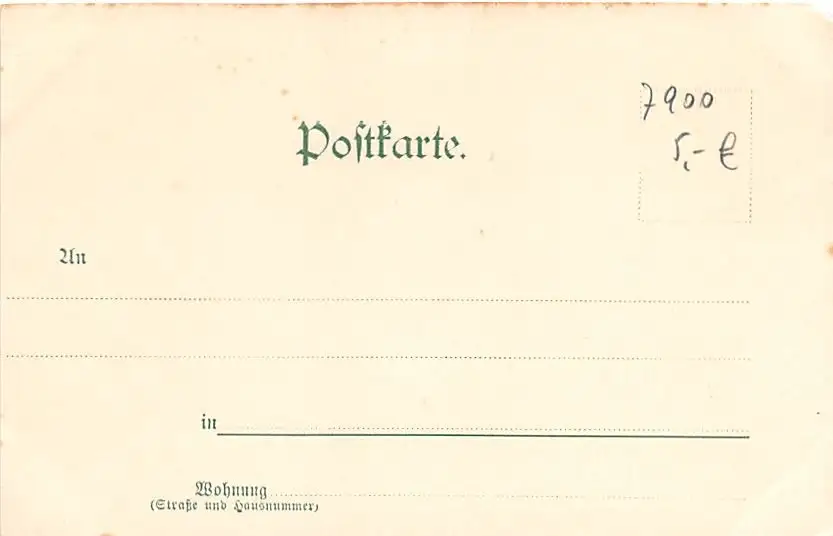 Postkarte.
7900
5,- €
An
in
Wohnung
(Straße und Hausnummer)